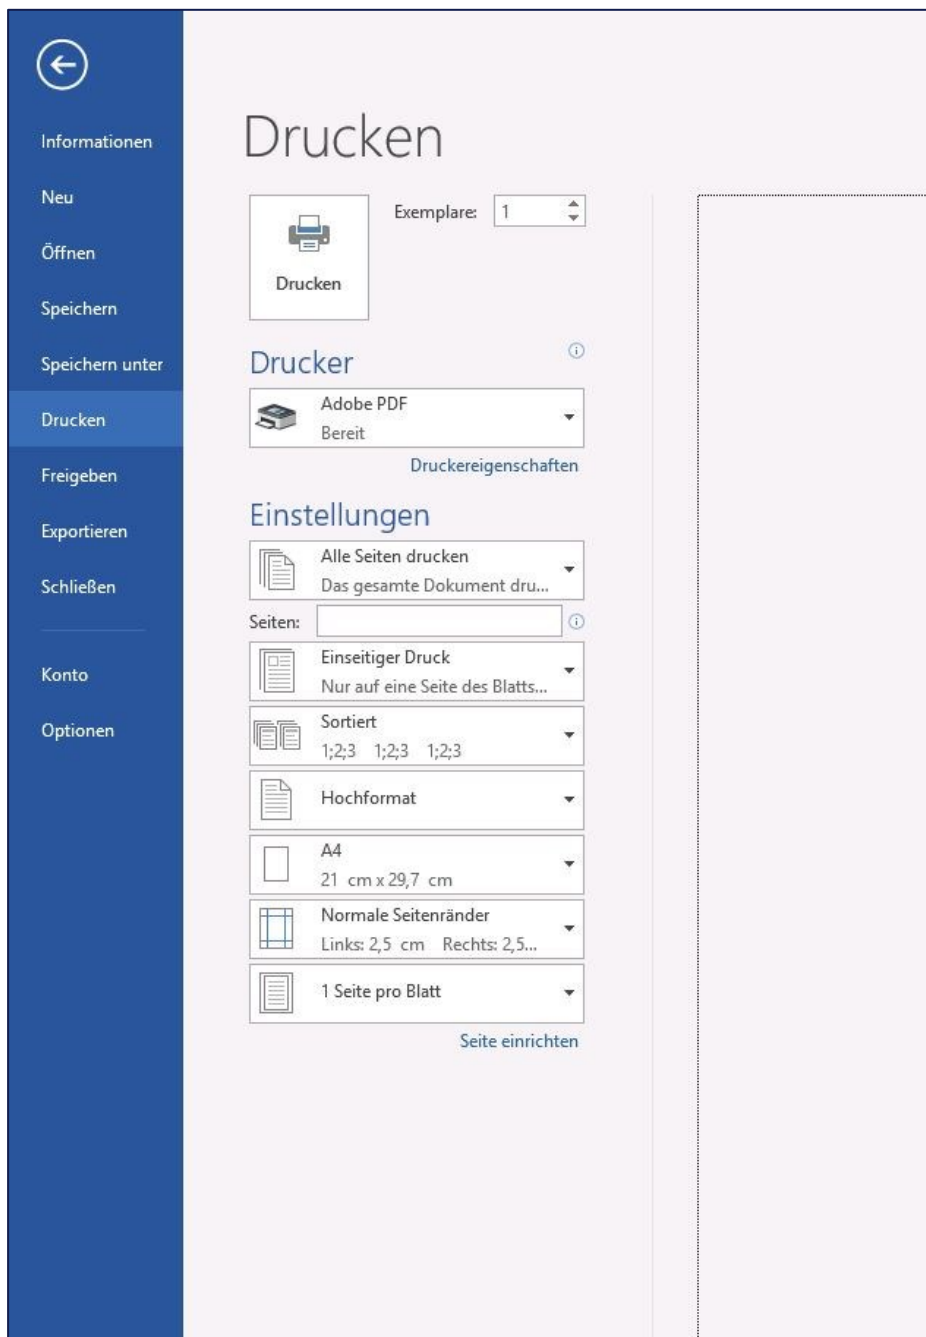 Informationen
Neu
Öffnen
Speichern
Speichern unter
Drucken
Freigeben
Exportieren
Schließen
Konto
Optionen
Drucken
Drucken
Exemplare: 1
Drucker
Adobe PDF
Bereit
Druckereigenschaften
Einstellungen
Alle Seiten drucken
Das gesamte Dokument dru...
Seiten:
Einseitiger Druck
Nur auf eine Seite des Blatts...
Sortiert
1;2;3 1;2;3 1;2;3
Hochformat
A4
21 cm x 29,7 cm
Normale Seitenränder
Links: 2,5 cm Rechts: 2,5...
1 Seite pro Blatt
Seite einrichten